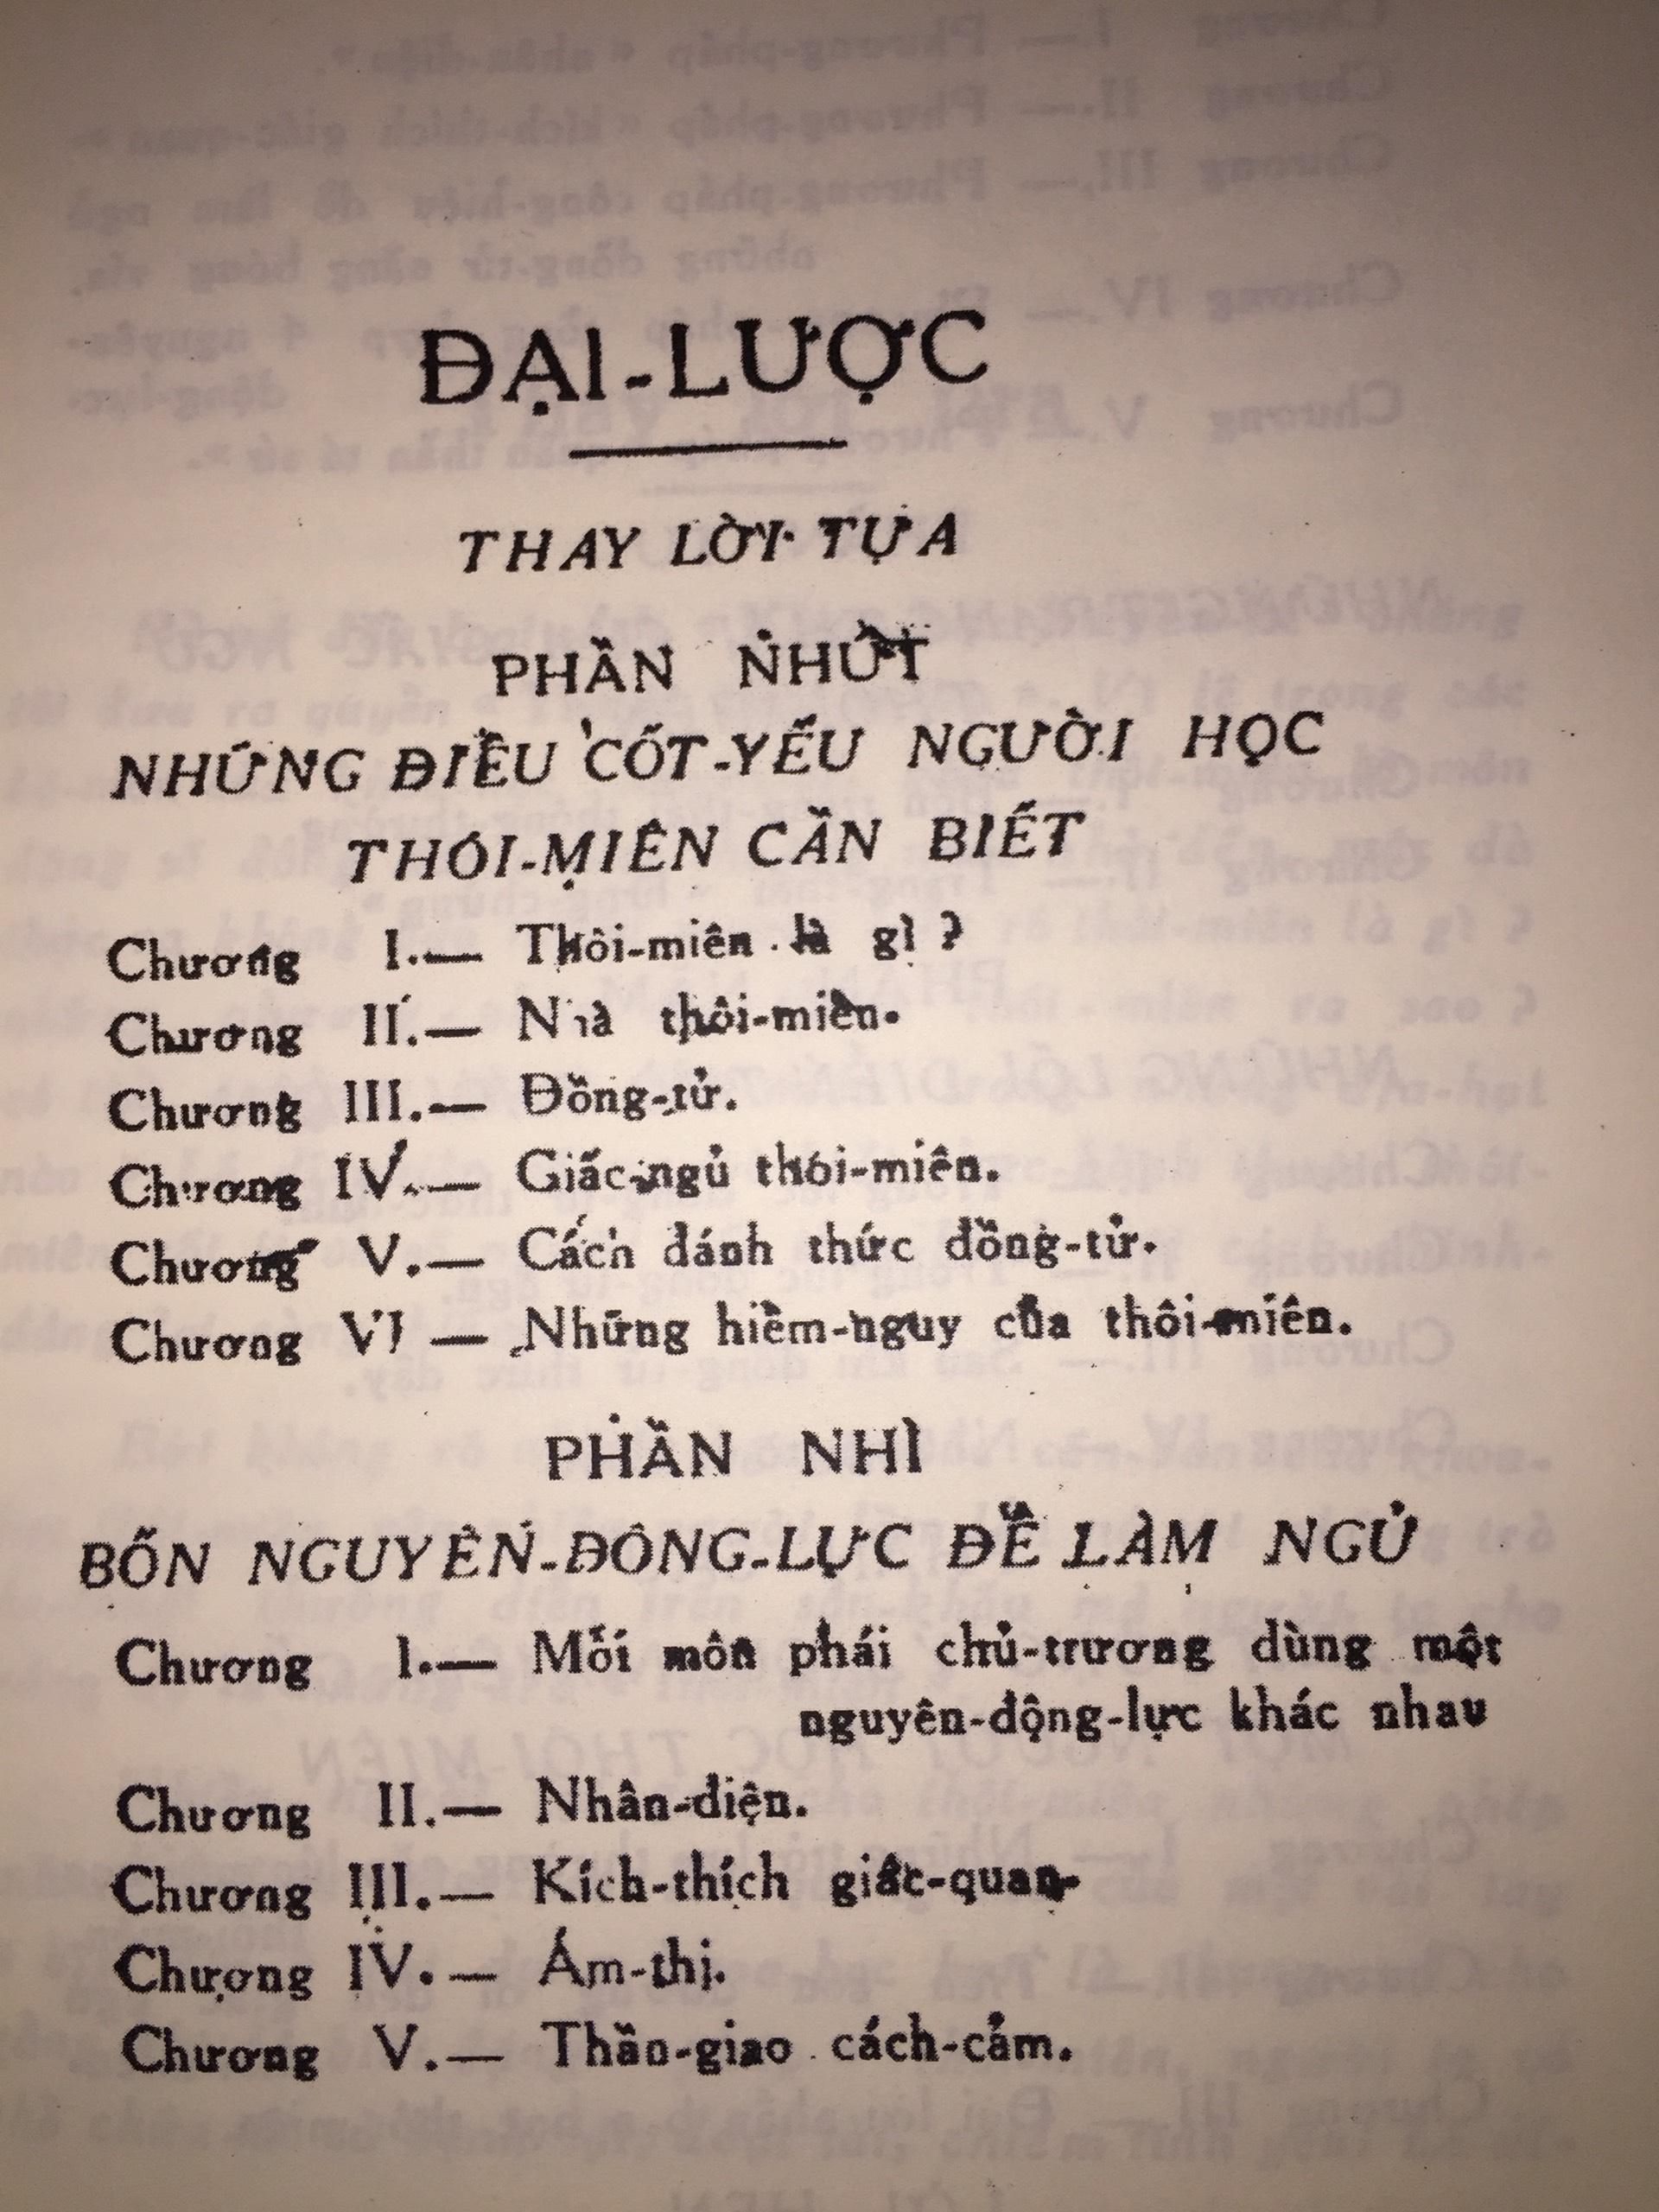 ĐẠI-LƯỢC
THAY LỜI TỰA
PHẦN NHỨT
NHỮNG ĐIỀU CỐT-YẾU NGƯỜI HỌC
THÔI-MIÊN CẦN BIẾT
Chương I.— Thôi-miên là gì ?
Chương II.— Nhà thôi-miên.
Chương III.— Đồng-tử.
Chương IV.— Giấc-ngủ thôi-miên.
Chương V.— Cách đánh thức đồng-tử.
Chương VI — Những hiểm-nguy của thôi-miên.
PHẦN NHÌ
BỐN NGUYÊN-ĐỘNG-LỰC ĐỂ LÀM NGỦ
Chương I.— Mỗi môn phái chủ-trương dùng một
nguyên-động-lực khác nhau
Chương II.— Nhân-điện.
Chương III.— Kích-thích giác-quan.
Chương IV.— Ám-thị.
Chương V.— Thần-giao cách-cảm.